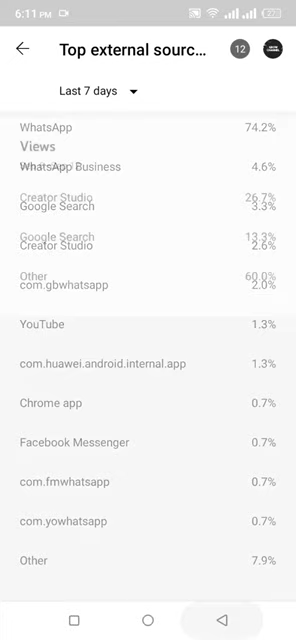 6:11 PM
Top external sourc...
12
Last 7 days
WhatsApp 74.2%
Views
WhatsApp Business 4.6%
Creator Studio 26.7%
Google Search 3.3%
Google Search 13.3%
Creator Studio 2.6%
Other 60.0%
com.gbwhatsapp 2.0%
YouTube 1.3%
com.huawei.android.internal.app 1.3%
Chrome app 0.7%
Facebook Messenger 0.7%
com.fmwhatsapp 0.7%
com.yowhatsapp 0.7%
Other 7.9%